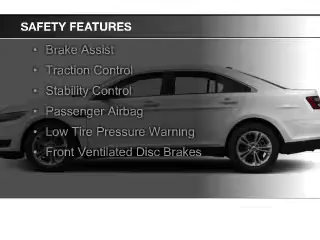 SAFETY FEATURES
• Brake Assist
• Traction Control
• Stability Control
• Passenger Airbag
• Low Tire Pressure Warning
• Front Ventilated Disc Brakes